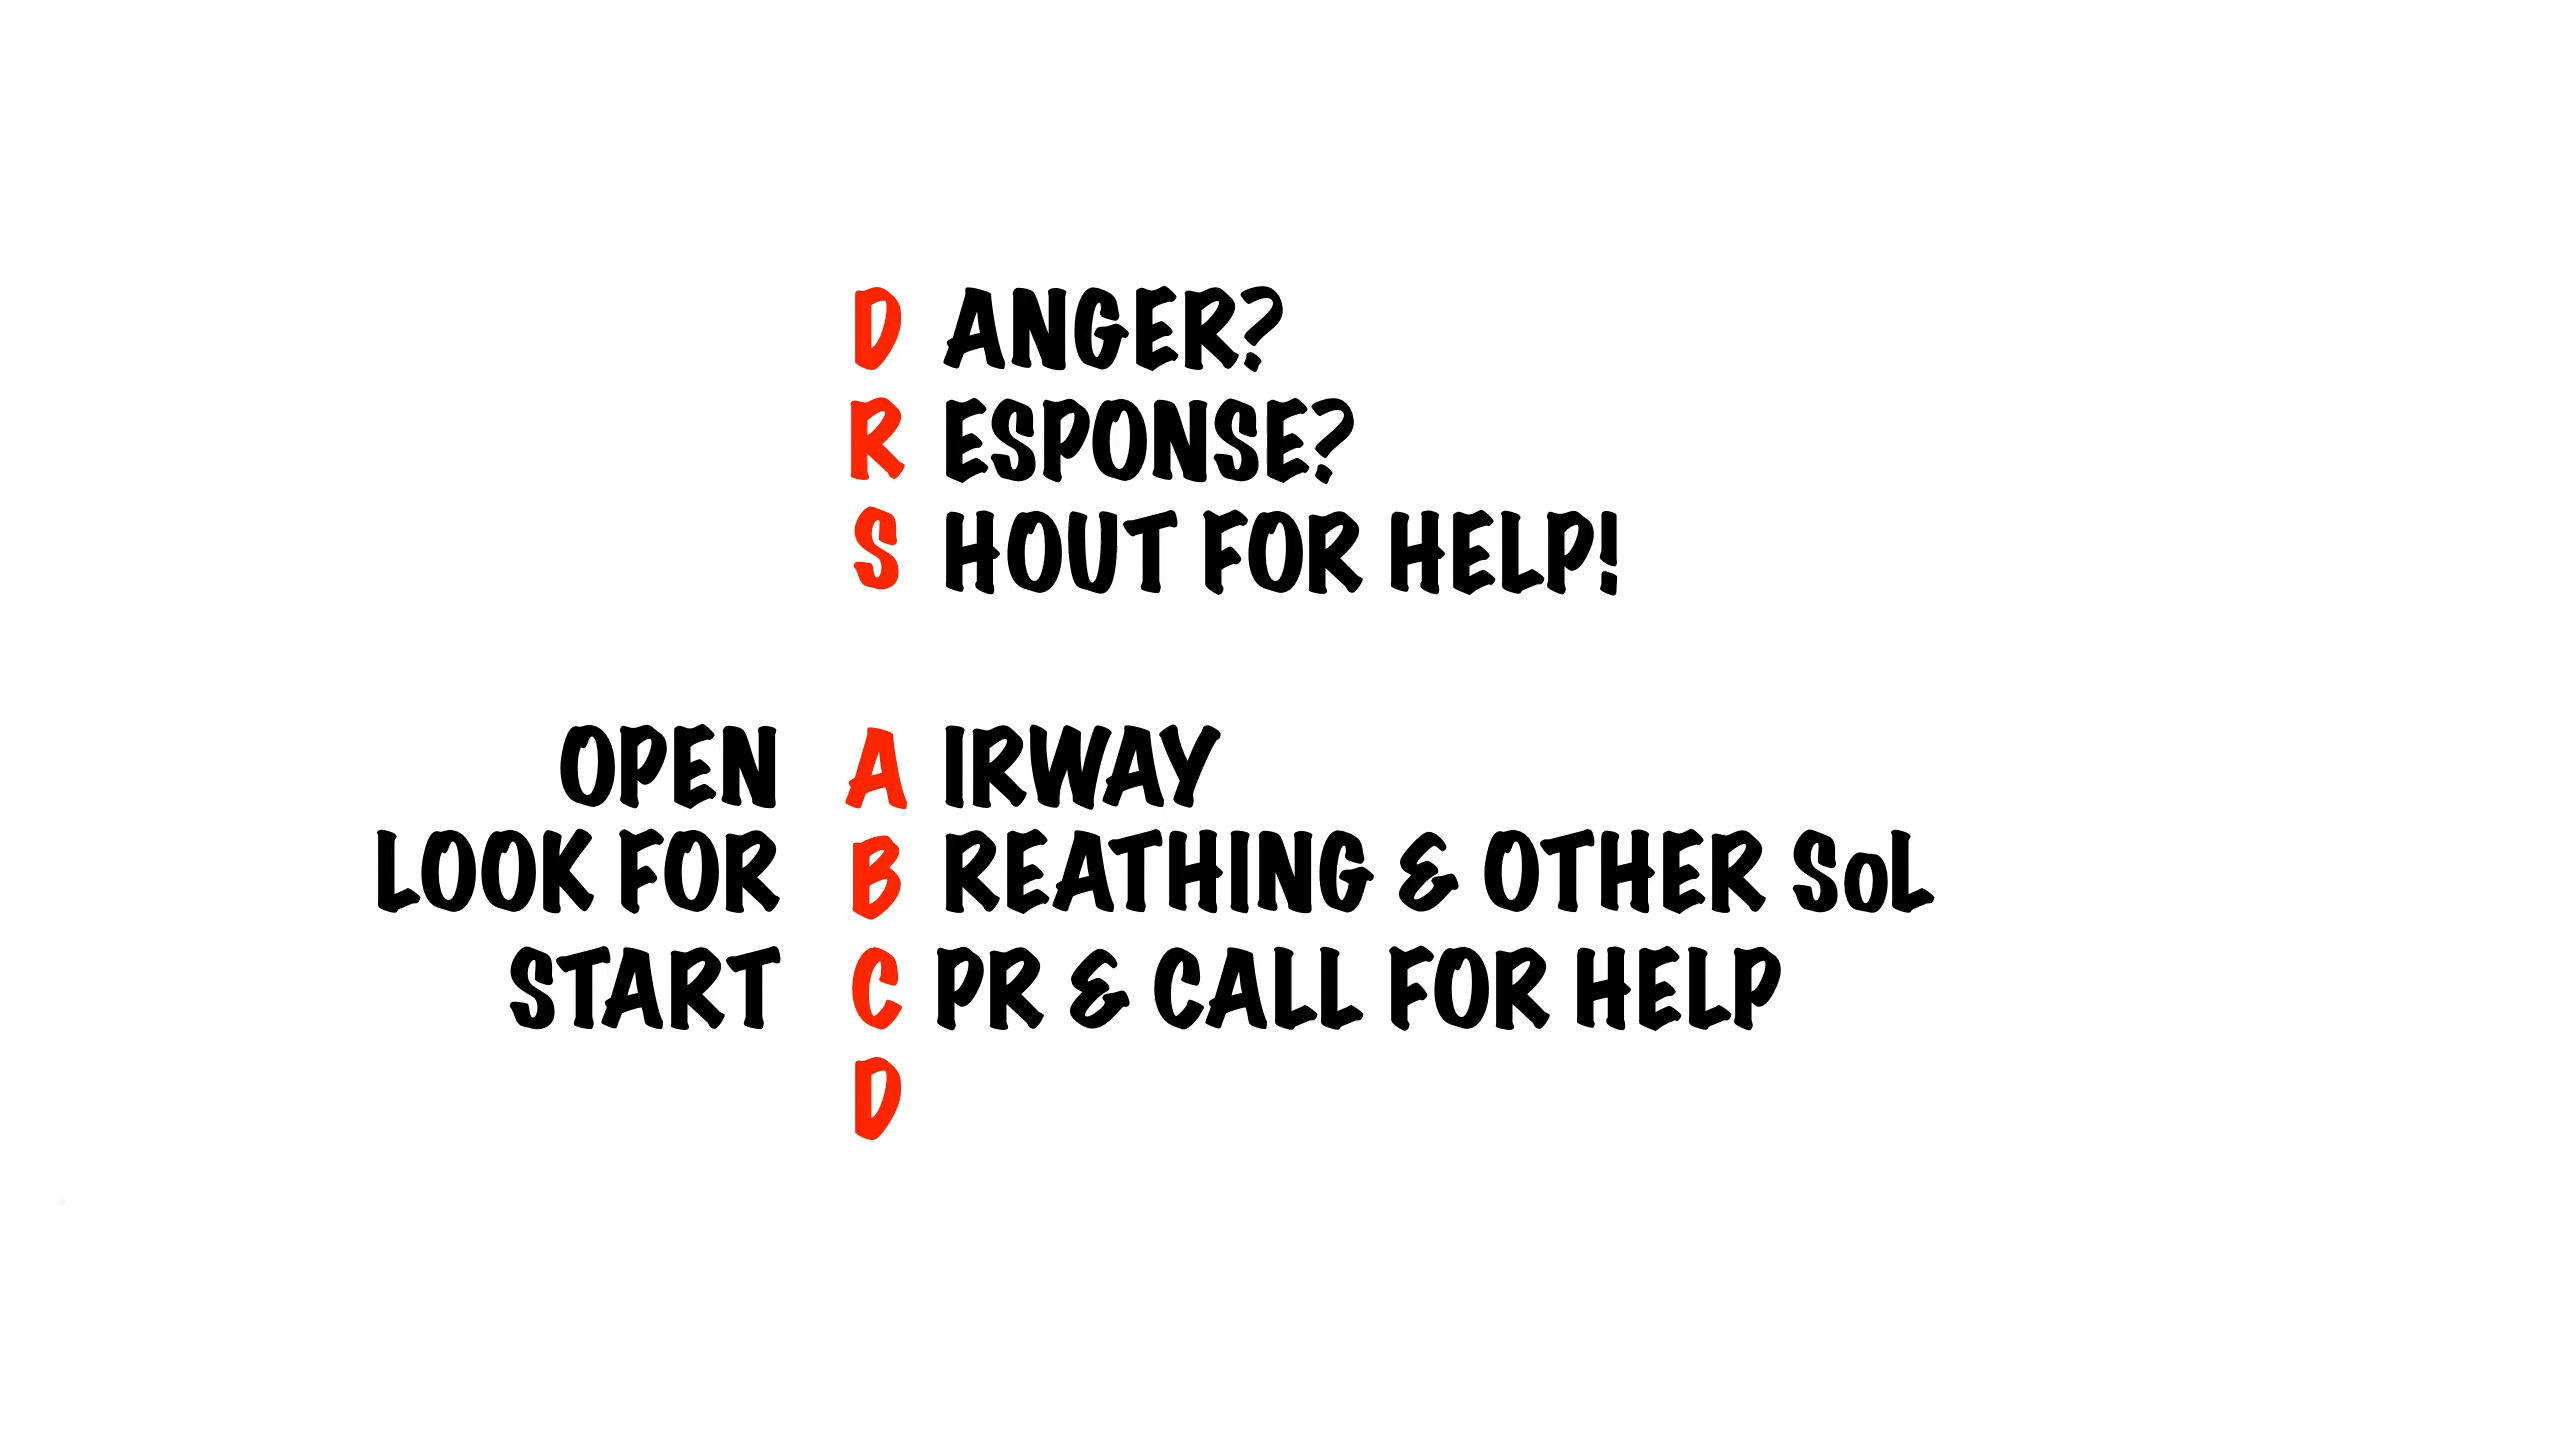 D ANGER?
R ESPONSE?
S HOUT FOR HELP!
OPEN A IRWAY
LOOK FOR B REATHING & OTHER SoL
START C PR & CALL FOR HELP
D